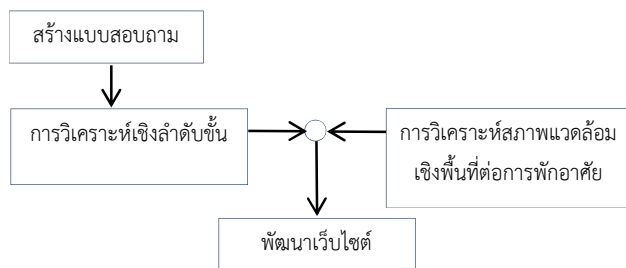 สร้างแบบสอบถาม
การวิเคราะห์เชิงลำดับขั้น
การวิเคราะห์สภาพแวดล้อม
เชิงพื้นที่ต่อการพักอาศัย
พัฒนาเว็บไซต์